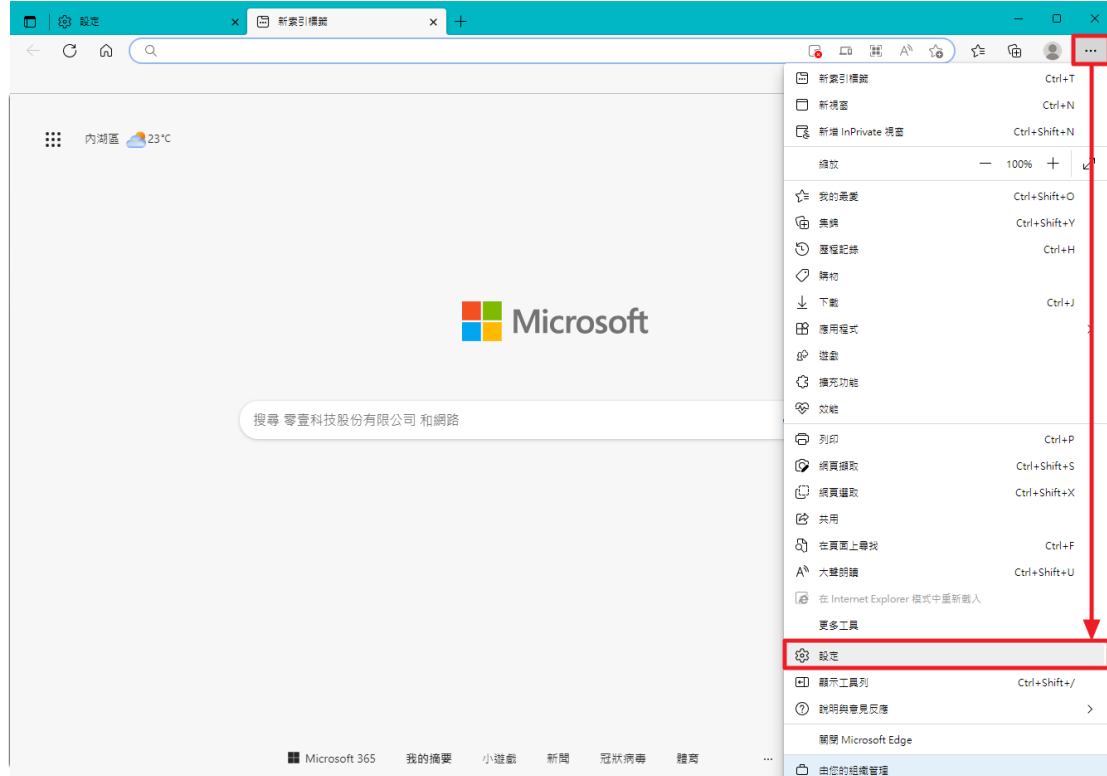 設定
新索引標籤
新索引標籤 Ctrl+T
新視窗 Ctrl+N
新增 InPrivate 視窗 Ctrl+Shift+N
縮放 100%
我的最愛 Ctrl+Shift+O
集錦 Ctrl+Shift+Y
歷程記錄 Ctrl+H
購物
下載 Ctrl+J
應用程式
遊戲
擴充功能
效能
列印 Ctrl+P
網頁擷取 Ctrl+Shift+S
網頁選取 Ctrl+Shift+X
共用
在頁面上尋找 Ctrl+F
大聲朗讀 Ctrl+Shift+U
在 Internet Explorer 模式中重新載入
更多工具
設定
顯示工具列 Ctrl+Shift+/
說明與意見反應
關閉 Microsoft Edge
由您的組織管理
內湖區 23°C
Microsoft
搜尋 零壹科技股份有限公司 和網路
Microsoft 365 我的摘要 小遊戲 新聞 冠狀病毒 體育 ...